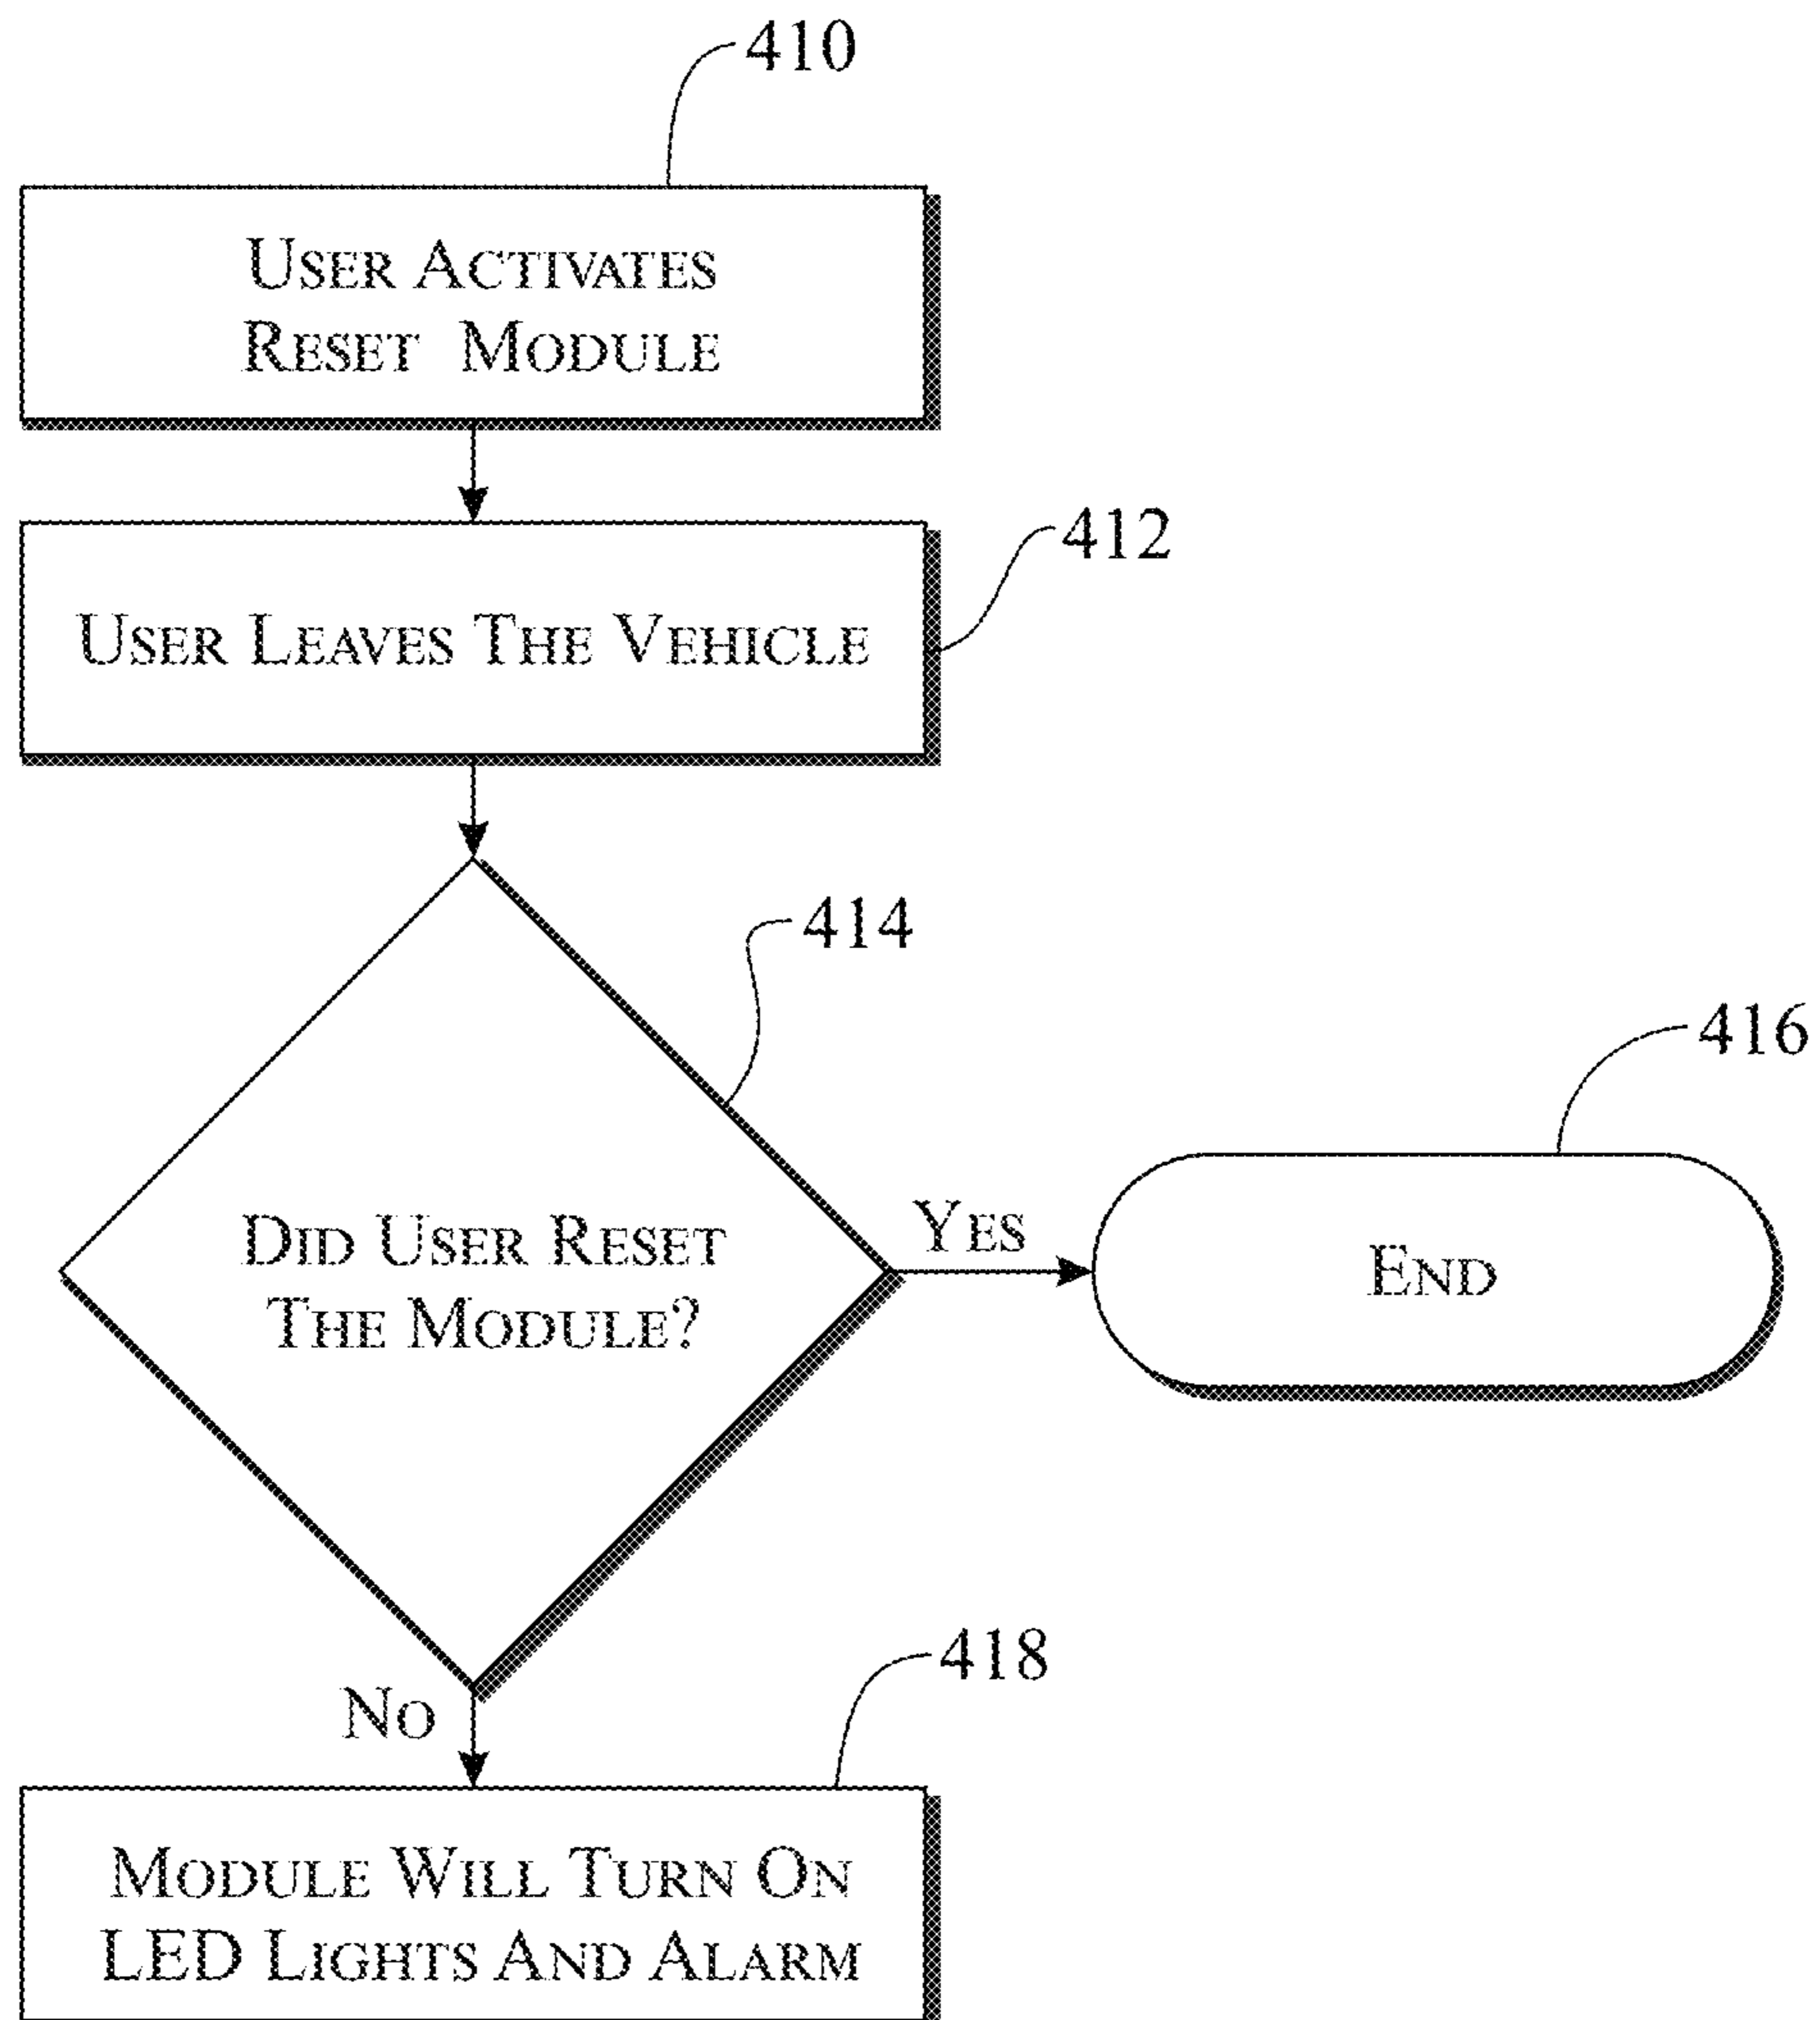 410
User Activates
Reset Module
412
User Leaves The Vehicle
414
Did User Reset
The Module?
Yes
416
End
No
418
Module Will Turn On
LED Lights And Alarm